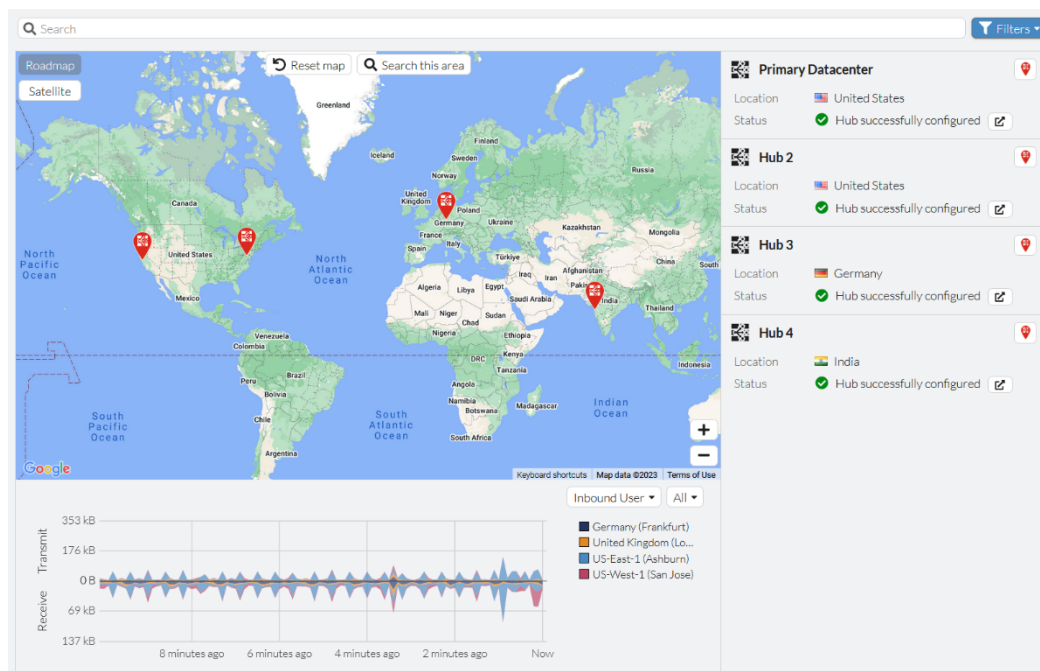 Search
Filters
Roadmap
Satellite
Reset map
Search this area
Greenland
Iceland
Finland
Sweden
Norway
Russia
United
Kingdom
Poland
Germany
Ukraine
France
Spain
Italy
Türkiye
Kazakhstan
Mongolia
China
South
Afghanistan
Iraq
Iran
Algeria
Libya
Egypt
Saudi Arabia
India
Thailand
Mali
Niger
Sudan
Chad
Nigeria
Ethiopia
DRC
Kenya
Tanzania
Angola
Namibia
Botswana
Madagascar
South Africa
Indonesia
Canada
United States
Mexico
Venezuela
Colombia
Peru
Brazil
Bolivia
Chile
Argentina
North
Pacific
Ocean
North
Atlantic
Ocean
South
Pacific
Ocean
South
Atlantic
Ocean
Indian
Ocean
+
−
Google
Keyboard shortcuts
Map data ©2023
Terms of Use
Primary Datacenter
Location United States
Status Hub successfully configured
Hub 2
Location United States
Status Hub successfully configured
Hub 3
Location Germany
Status Hub successfully configured
Hub 4
Location India
Status Hub successfully configured
Inbound User
All
Transmit
Receive
353 kB
176 kB
0 B
69 kB
137 kB
8 minutes ago
6 minutes ago
4 minutes ago
2 minutes ago
Now
Germany (Frankfurt)
United Kingdom (Lo...
US-East-1 (Ashburn)
US-West-1 (San Jose)